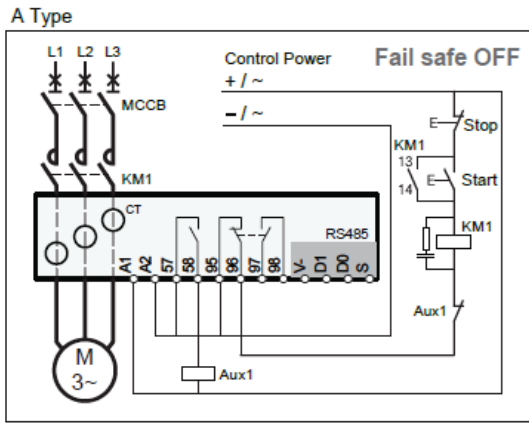 A Type
L1 L2 L3
Control Power
Fail safe OFF
+ / ~
MCCB
– / ~
E Stop
KM1
13
14
E Start
KM1
KM1
CT
RS485
A1 A2 57 58 95 96 97 98 V- D1 D0 S
Aux1
M
3~
Aux1